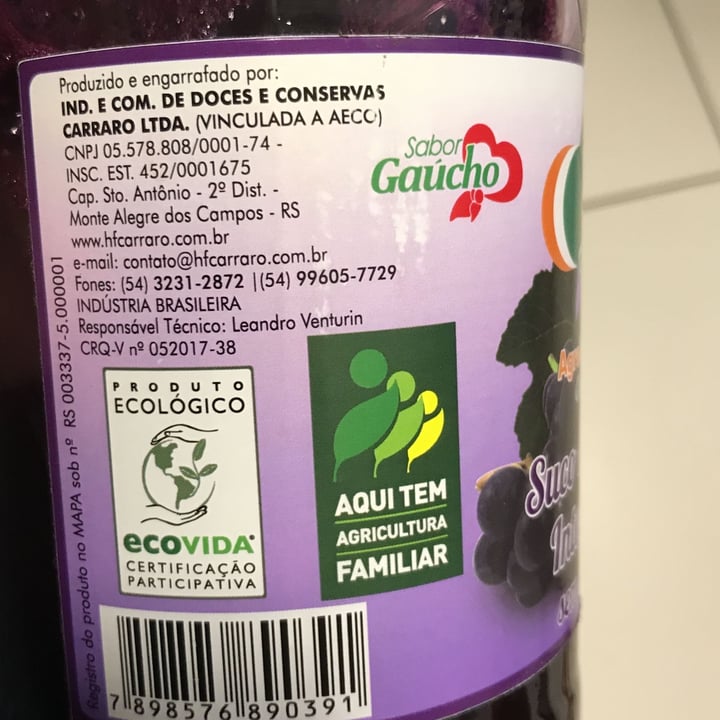 Produzido e engarrafado por:
IND. E COM. DE DOCES E CONSERVAS
CARRARO LTDA. (VINCULADA A AECO)
CNPJ 05.578.808/0001-74 -
INSC. EST. 452/0001675
Cap. Sto. Antônio - 2º Dist. -
Monte Alegre dos Campos - RS
www.hfcarraro.com.br
e-mail: contato@hfcarraro.com.br
Fones: (54) 3231-2872 |(54) 99605-7729
INDÚSTRIA BRASILEIRA
Responsável Técnico: Leandro Venturin
CRQ-V nº 052017-38
Registro do produto no MAPA sob nº RS 003337-5.000001
Sabor
Gaúcho
PRODUTO
ECOLÓGICO
ecoVIDA
CERTIFICAÇÃO
PARTICIPATIVA
AQUI TEM
AGRICULTURA
FAMILIAR
Suco
7 898576 890391